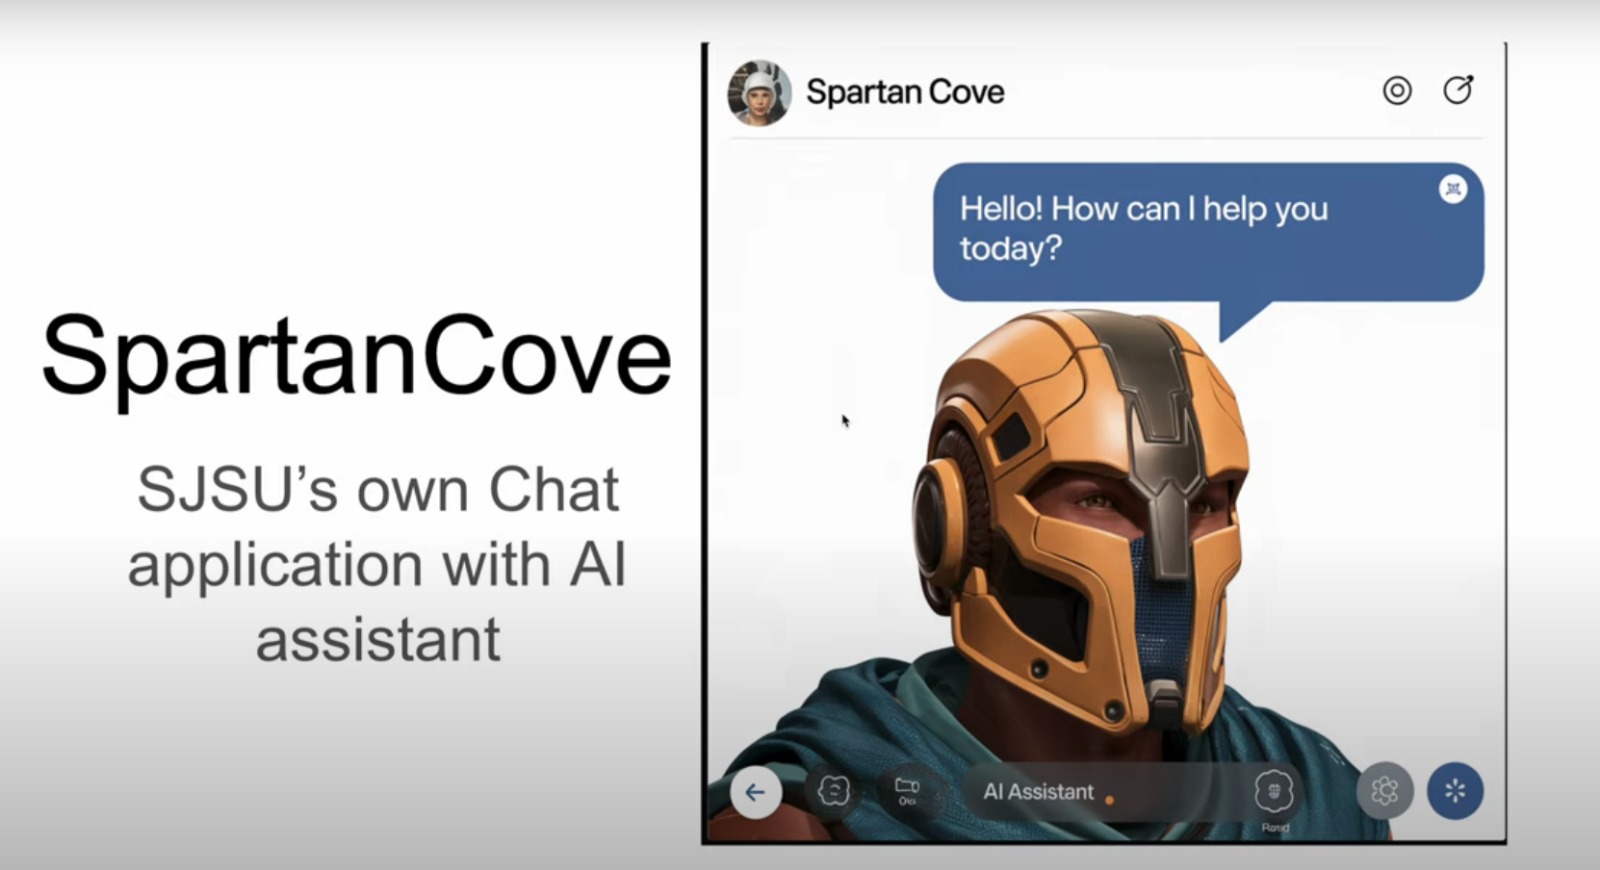 SpartanCove
SJSU’s own Chat
application with AI
assistant
Spartan Cove
Hello! How can I help you
today?
AI Assistant